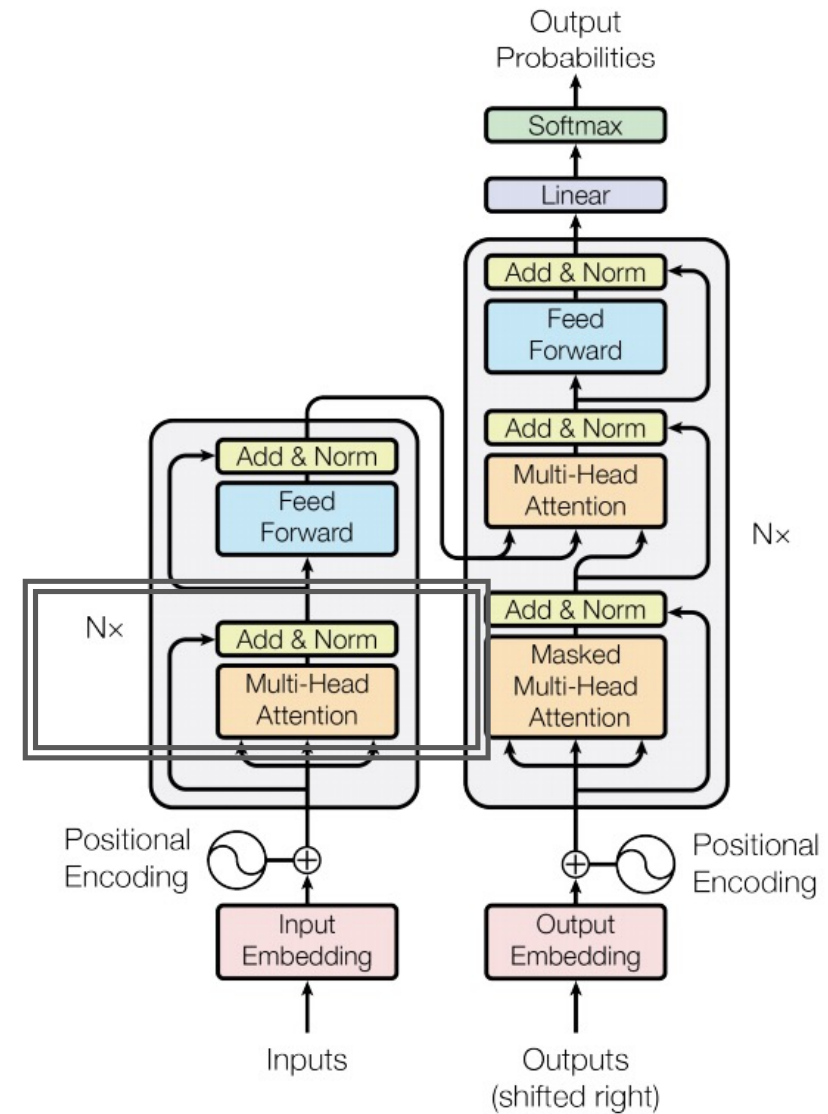 Output
Probabilities
Softmax
Linear
Add & Norm
Feed
Forward
Add & Norm
Multi-Head
Attention
Nx
Add & Norm
Masked
Multi-Head
Attention
Add & Norm
Feed
Forward
Nx
Add & Norm
Multi-Head
Attention
Positional
Encoding
Positional
Encoding
Input
Embedding
Output
Embedding
Inputs
Outputs
(shifted right)